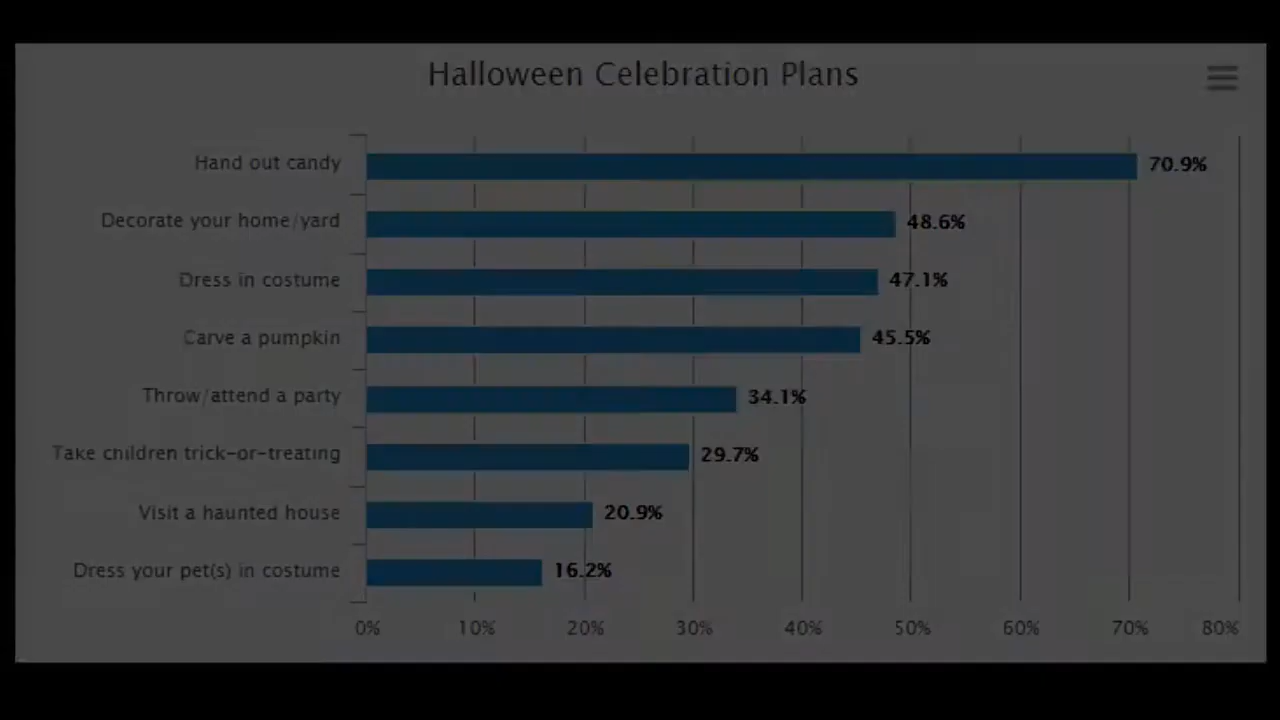 Halloween Celebration Plans
Hand out candy 70.9%
Decorate your home/yard 48.6%
Dress in costume 47.1%
Carve a pumpkin 45.5%
Throw/attend a party 34.1%
Take children trick-or-treating 29.7%
Visit a haunted house 20.9%
Dress your pet(s) in costume 16.2%
0% 10% 20% 30% 40% 50% 60% 70% 80%